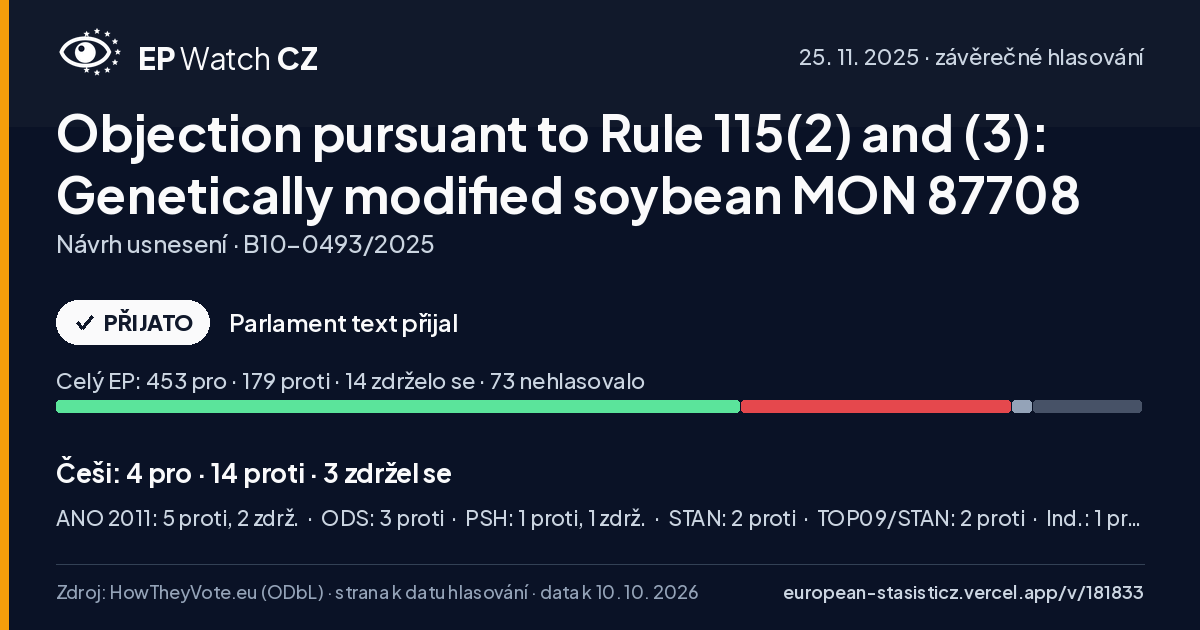 EP Watch CZ
25. 11. 2025 · závěrečné hlasování
Objection pursuant to Rule 115(2) and (3):
Genetically modified soybean MON 87708
Návrh usnesení · B10-0493/2025
✓ PŘIJATO
Parlament text přijal
Celý EP: 453 pro · 179 proti · 14 zdrželo se · 73 nehlasovalo
Češi: 4 pro · 14 proti · 3 zdržel se
ANO 2011: 5 proti, 2 zdrž. · ODS: 3 proti · PSH: 1 proti, 1 zdrž. · STAN: 2 proti · TOP09/STAN: 2 proti · Ind.: 1 pr…
Zdroj: HowTheyVote.eu (ODbL) · strana k datu hlasování · data k 10. 10. 2026
european-stasisticz.vercel.app/v/181833